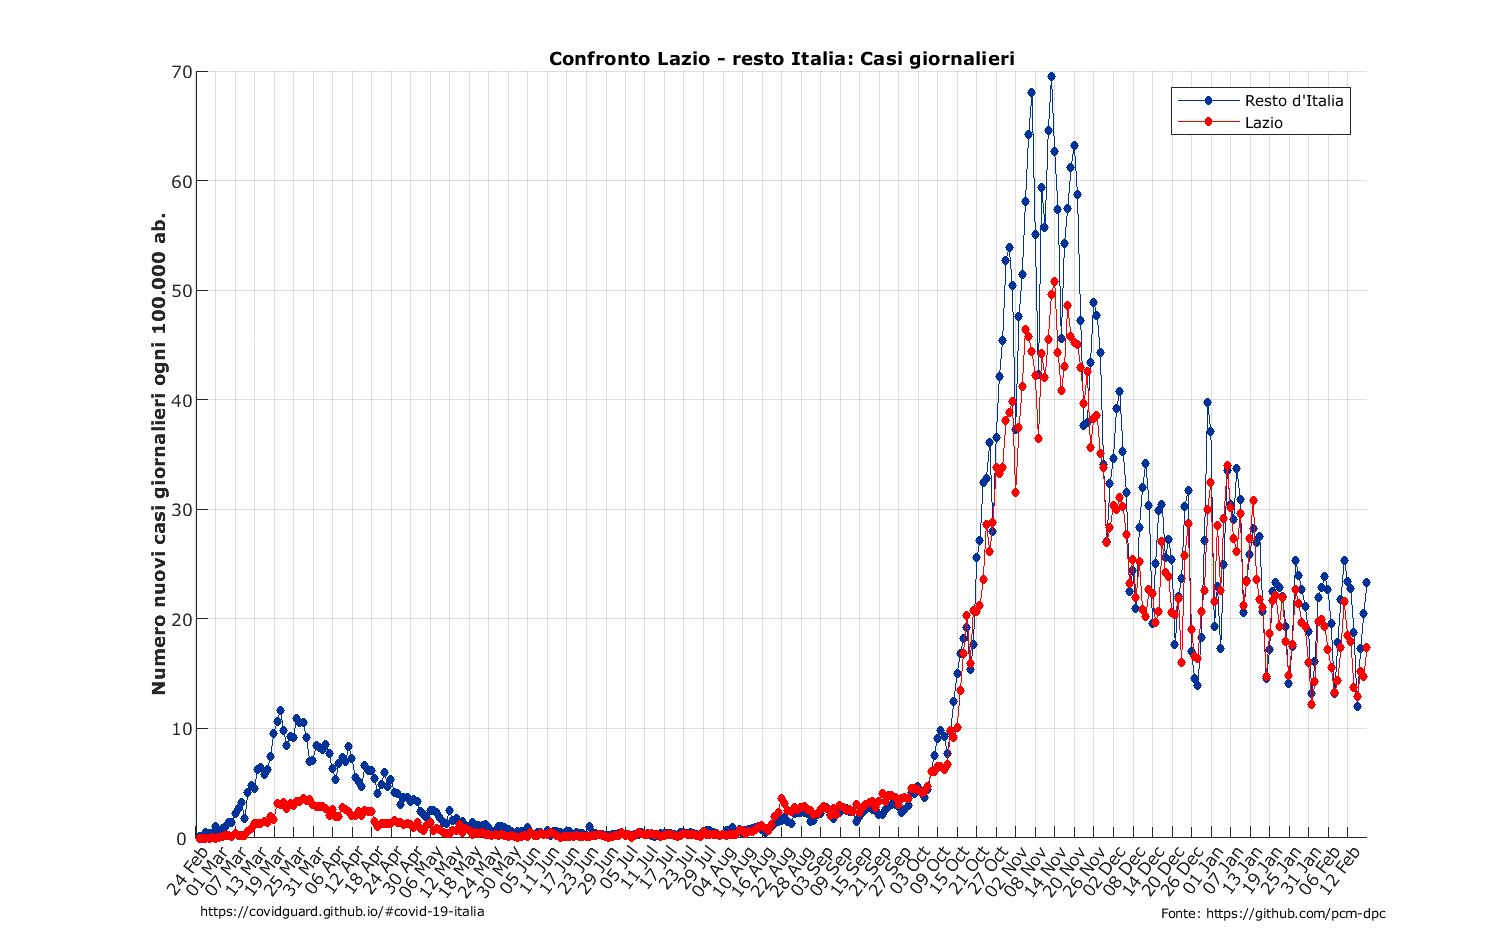 Confronto Lazio - resto Italia: Casi giornalieri
Resto d'Italia
Lazio
Numero nuovi casi giornalieri ogni 100.000 ab.
70
60
50
40
30
20
10
0
24 Feb
01 Mar
07 Mar
13 Mar
19 Mar
25 Mar
31 Mar
06 Apr
12 Apr
18 Apr
24 Apr
30 Apr
06 May
12 May
18 May
24 May
30 May
05 Jun
11 Jun
17 Jun
23 Jun
29 Jun
05 Jul
11 Jul
17 Jul
23 Jul
29 Jul
04 Aug
10 Aug
16 Aug
22 Aug
28 Aug
03 Sep
09 Sep
15 Sep
21 Sep
27 Sep
03 Oct
09 Oct
15 Oct
21 Oct
27 Oct
02 Nov
08 Nov
14 Nov
20 Nov
26 Nov
02 Dec
08 Dec
14 Dec
20 Dec
26 Dec
01 Jan
07 Jan
13 Jan
19 Jan
25 Jan
31 Jan
06 Feb
12 Feb
https://covidguard.github.io/#covid-19-italia
Fonte: https://github.com/pcm-dpc